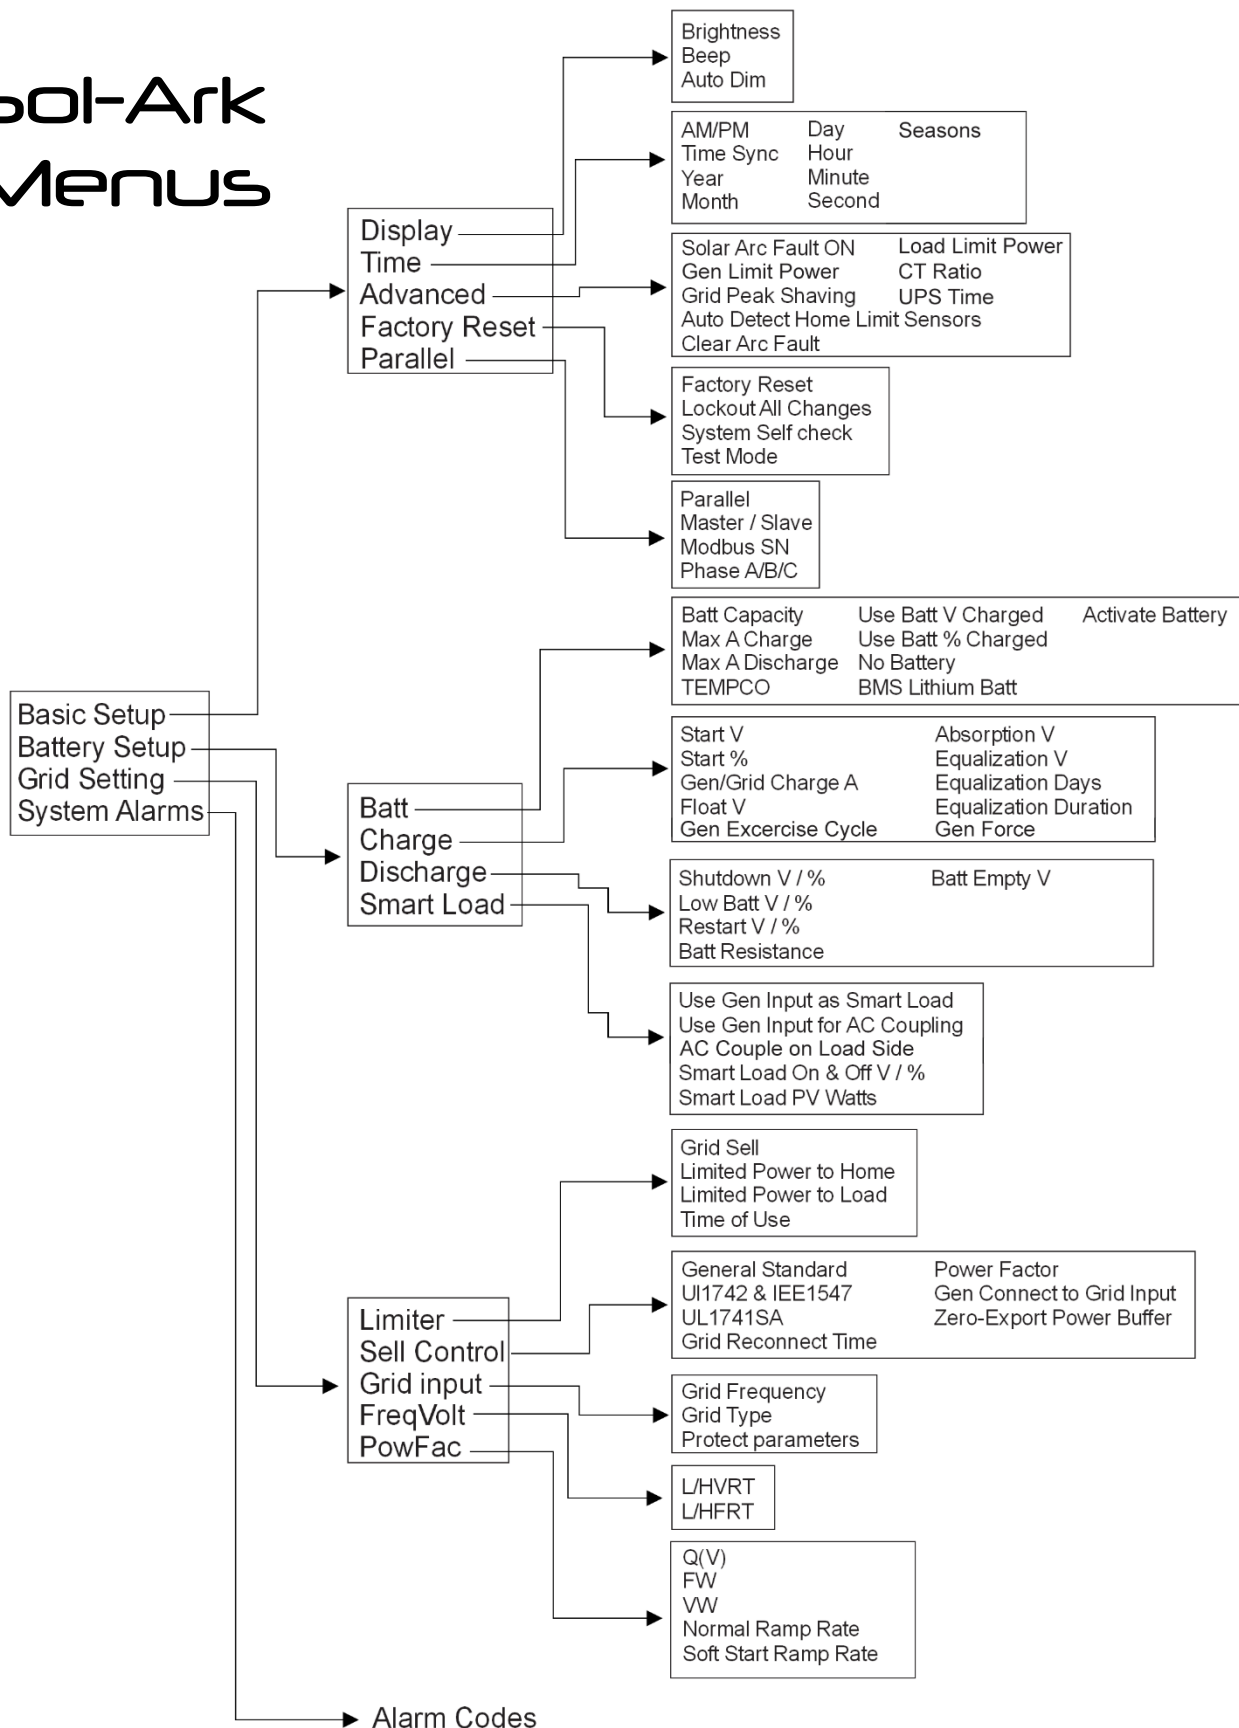 Sol-Ark
Menus
Brightness
Beep
Auto Dim
AM/PM Day Seasons
Time Sync Hour
Year Minute
Month Second
Display
Time
Advanced
Factory Reset
Parallel
Solar Arc Fault ON Load Limit Power
Gen Limit Power CT Ratio
Grid Peak Shaving UPS Time
Auto Detect Home Limit Sensors
Clear Arc Fault
Factory Reset
Lockout All Changes
System Self check
Test Mode
Parallel
Master / Slave
Modbus SN
Phase A/B/C
Basic Setup
Battery Setup
Grid Setting
System Alarms
Batt Capacity Use Batt V Charged Activate Battery
Max A Charge Use Batt % Charged
Max A Discharge No Battery
TEMPCO BMS Lithium Batt
Batt
Charge
Discharge
Smart Load
Start V Absorption V
Start % Equalization V
Gen/Grid Charge A Equalization Days
Float V Equalization Duration
Gen Excercise Cycle Gen Force
Shutdown V / % Batt Empty V
Low Batt V / %
Restart V / %
Batt Resistance
Use Gen Input as Smart Load
Use Gen Input for AC Coupling
AC Couple on Load Side
Smart Load On & Off V / %
Smart Load PV Watts
Limiter
Sell Control
Grid input
FreqVolt
PowFac
Grid Sell
Limited Power to Home
Limited Power to Load
Time of Use
General Standard Power Factor
UI1742 & IEE1547 Gen Connect to Grid Input
UL1741SA Zero-Export Power Buffer
Grid Reconnect Time
Grid Frequency
Grid Type
Protect parameters
L/HVRT
L/HFRT
Q(V)
FW
VW
Normal Ramp Rate
Soft Start Ramp Rate
Alarm Codes